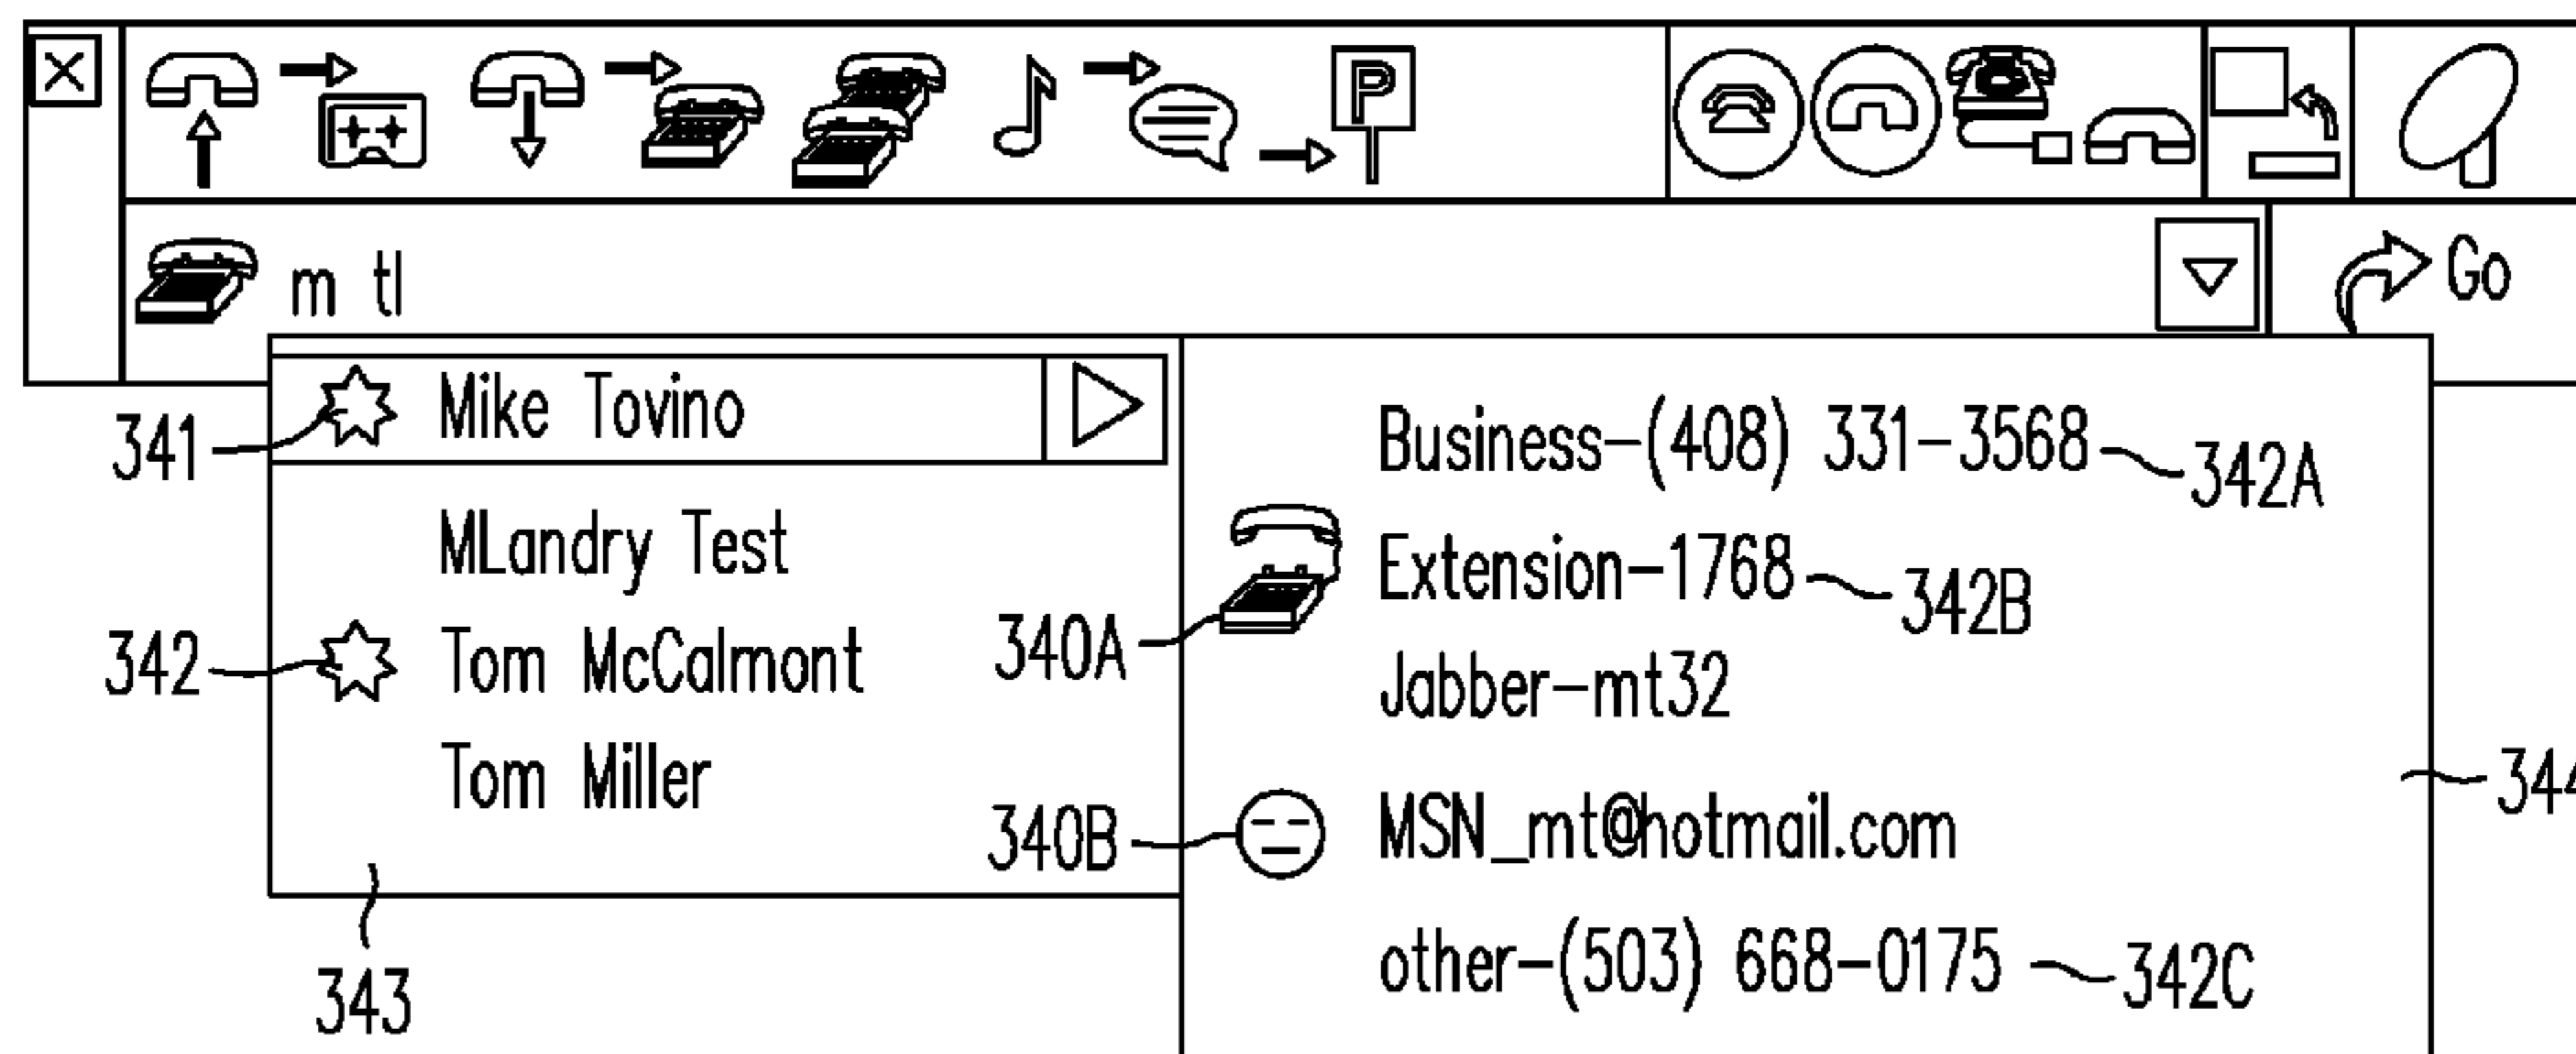 P
m tl
Go
341
Mike Tovino
Business-(408) 331-3568
342A
MLandry Test
Extension-1768
342B
340A
342
Tom McCalmont
Jabber-mt32
Tom Miller
344
340B
MSN_mt@hotmail.com
343
other-(503) 668-0175
342C